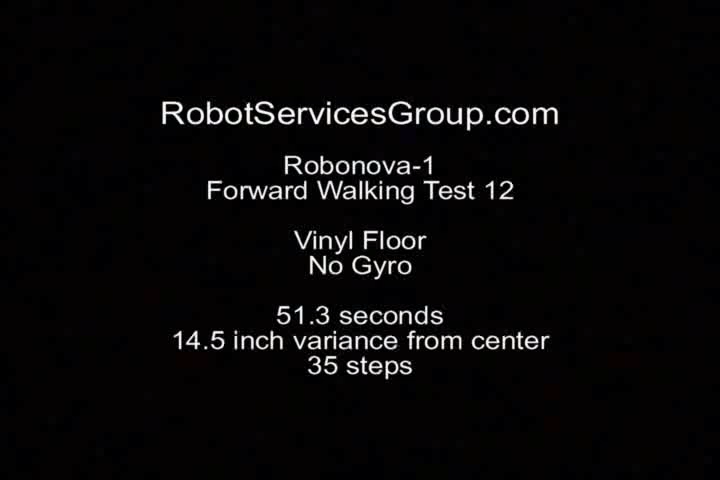 RobotServicesGroup.com
Robonova-1
Forward Walking Test 12
Vinyl Floor
No Gyro
51.3 seconds
14.5 inch variance from center
35 steps